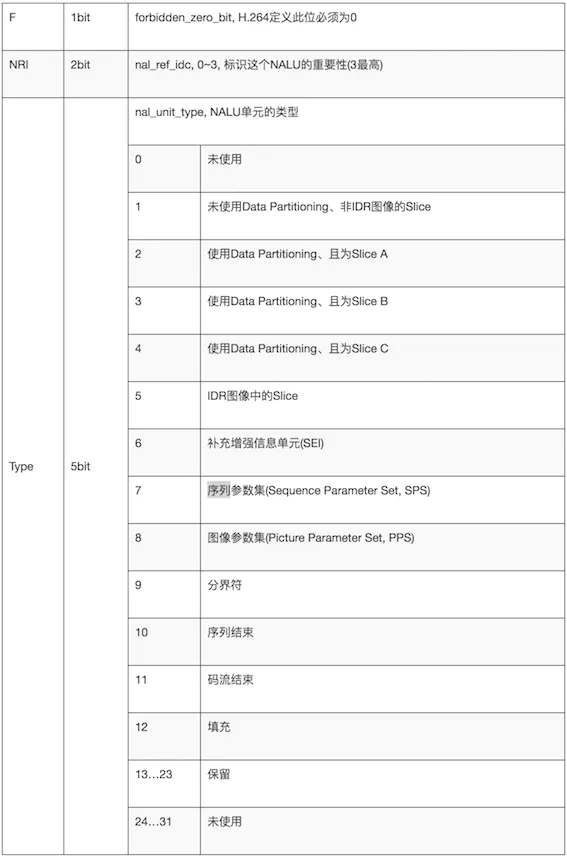 F 1bit forbidden_zero_bit, H.264定义此位必须为0
NRI 2bit nal_ref_idc, 0~3, 标识这个NALU的重要性(3最高)
Type 5bit nal_unit_type, NALU单元的类型
0 未使用
1 未使用Data Partitioning、非IDR图像的Slice
2 使用Data Partitioning、且为Slice A
3 使用Data Partitioning、且为Slice B
4 使用Data Partitioning、且为Slice C
5 IDR图像中的Slice
6 补充增强信息单元(SEI)
7 序列参数集(Sequence Parameter Set, SPS)
8 图像参数集(Picture Parameter Set, PPS)
9 分界符
10 序列结束
11 码流结束
12 填充
13…23 保留
24…31 未使用